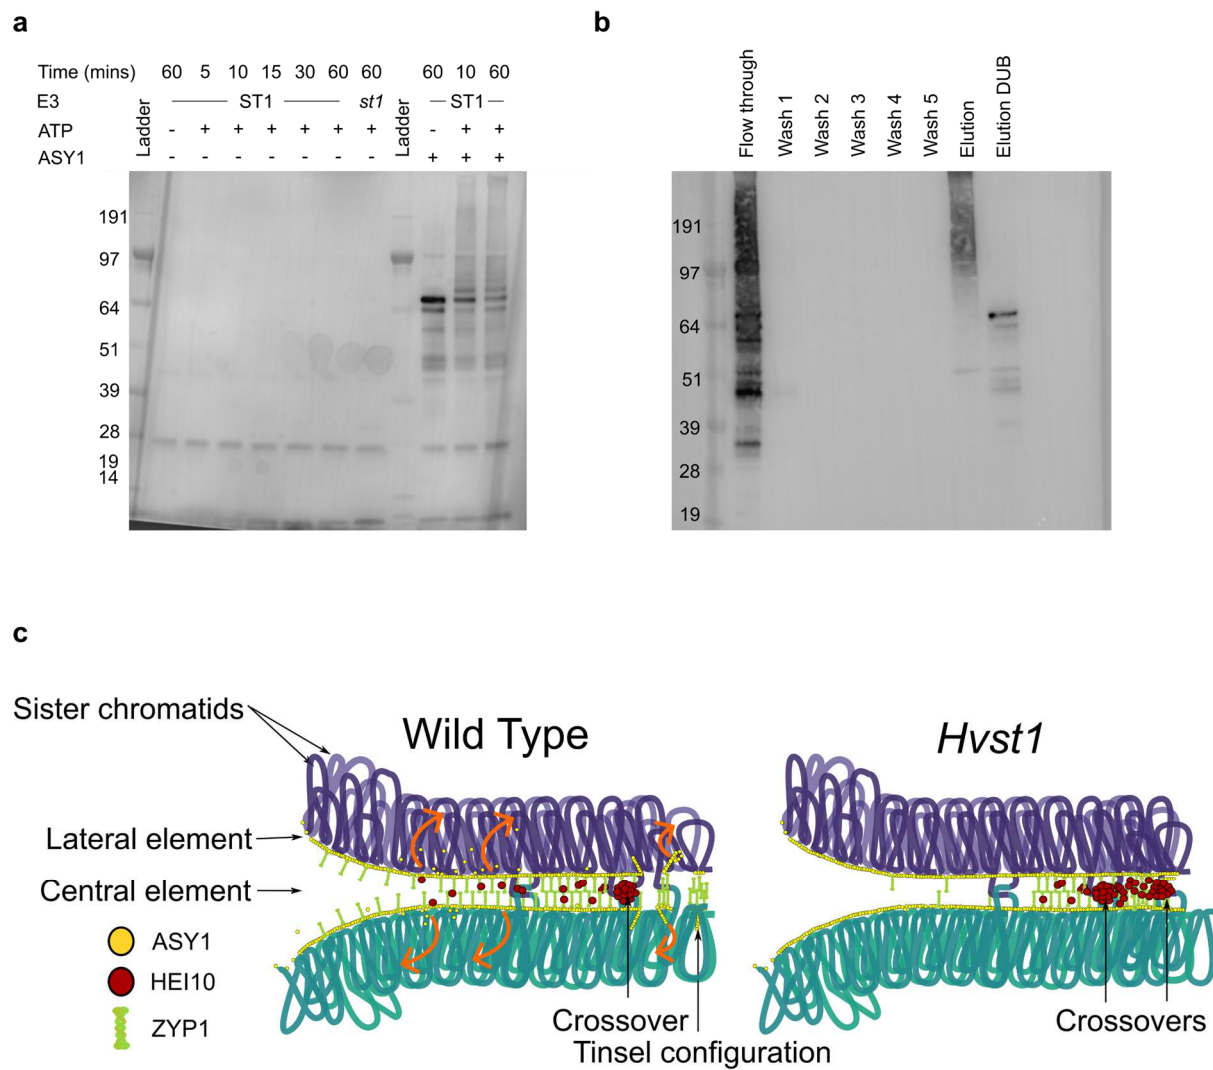 a
Time (mins) 60 5 10 15 30 60 60 60 10 60
E3 ST1 st1 ST1
ATP - + + + + + + - + +
ASY1 - - - - - - - + + +
Ladder
Ladder
191
97
64
51
39
28
19
14
b
Flow through
Wash 1
Wash 2
Wash 3
Wash 4
Wash 5
Elution
Elution DUB
191
97
64
51
39
28
19
c
Sister chromatids
Wild Type
Hvst1
Lateral element
Central element
ASY1
HEI10
ZYP1
Crossover
Tinsel configuration
Crossovers